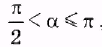 π/2 < α ≤ π ,